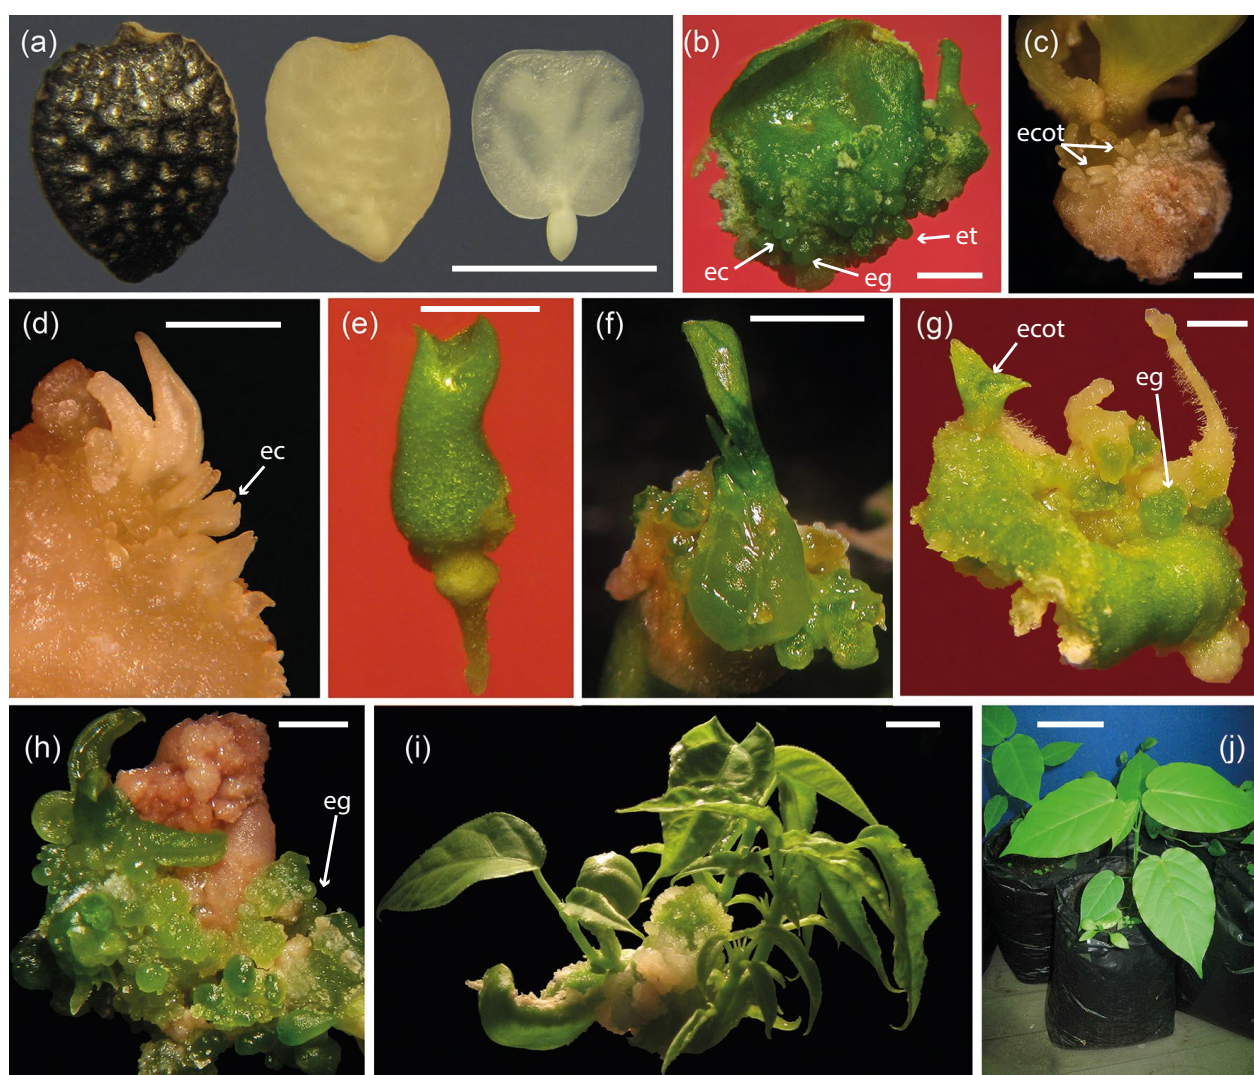 (a)
(b)
ec
eg
et
(c)
ecot
(d)
ec
(e)
(f)
(g)
ecot
eg
(h)
eg
(i)
(j)